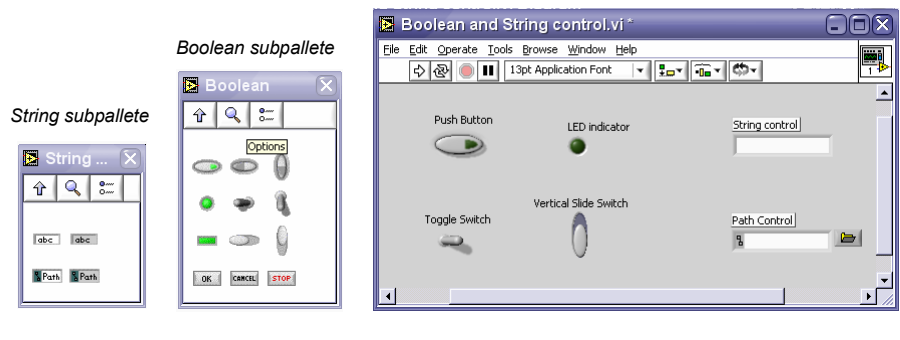 String subpallete
String ...
abc abc
Path Path
Boolean subpallete
Boolean
Options
OK CANCEL STOP
Boolean and String control.vi *
File Edit Operate Tools Browse Window Help
13pt Application Font
1
Push Button
LED indicator
String control
Toggle Switch
Vertical Slide Switch
Path Control